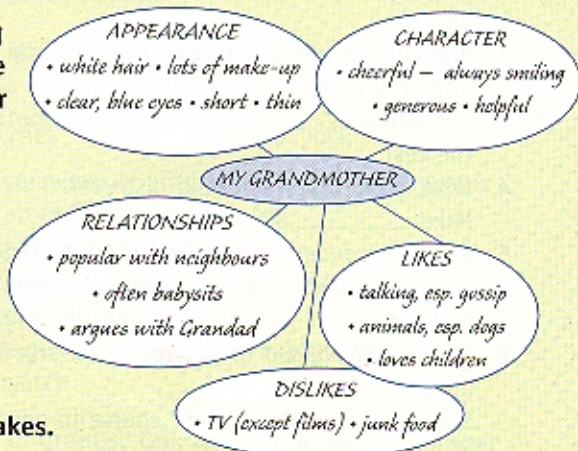 APPEARANCE
• white hair • lots of make-up
• clear, blue eyes • short • thin
CHARACTER
• cheerful – always smiling
• generous • helpful
MY GRANDMOTHER
RELATIONSHIPS
• popular with neighbours
• often babysits
• argues with Grandad
LIKES
• talking, esp. gossip
• animals, esp. dogs
• loves children
DISLIKES
• TV (except films) • junk food